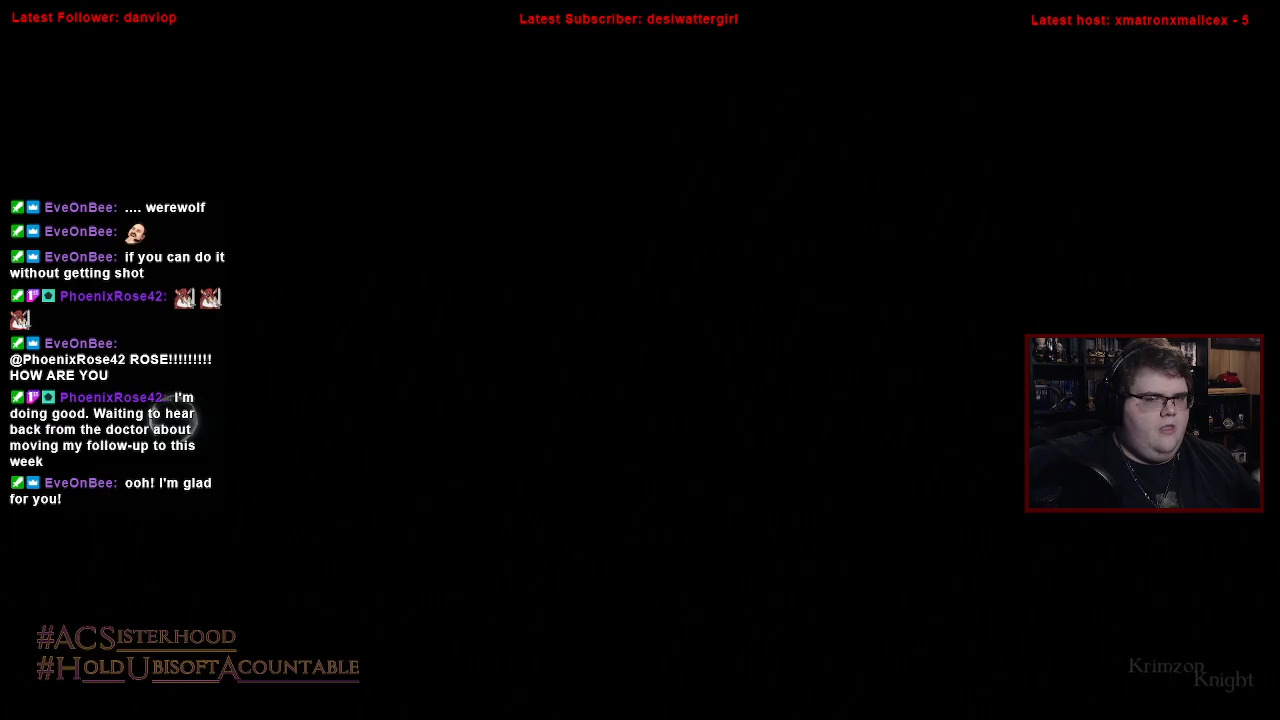 Latest Follower: danviop
Latest Subscriber: desiwattergirl
Latest host: xmatronxmalicex - 5
EveOnBee: .... werewolf
EveOnBee:
EveOnBee: if you can do it
without getting shot
PhoenixRose42:
EveOnBee:
@PhoenixRose42 ROSE!!!!!!!!!
HOW ARE YOU
PhoenixRose42: I'm
doing good. Waiting to hear
back from the doctor about
moving my follow-up to this
week
EveOnBee: ooh! I'm glad
for you!
#ACSisterhood
#HoldUbisoftAcountable
Krimzon
Knight